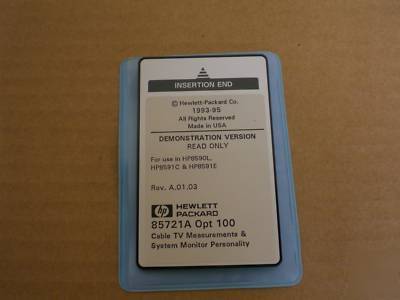 INSERTION END
© Hewlett-Packard Co.
1993-95
All Rights Reserved
Made in USA
DEMONSTRATION VERSION
READ ONLY
For use in HP8590L,
HP8591C & HP8591E
Rev. A.01.03
hp HEWLETT
PACKARD
85721A Opt 100
Cable TV Measurements &
System Monitor Personality